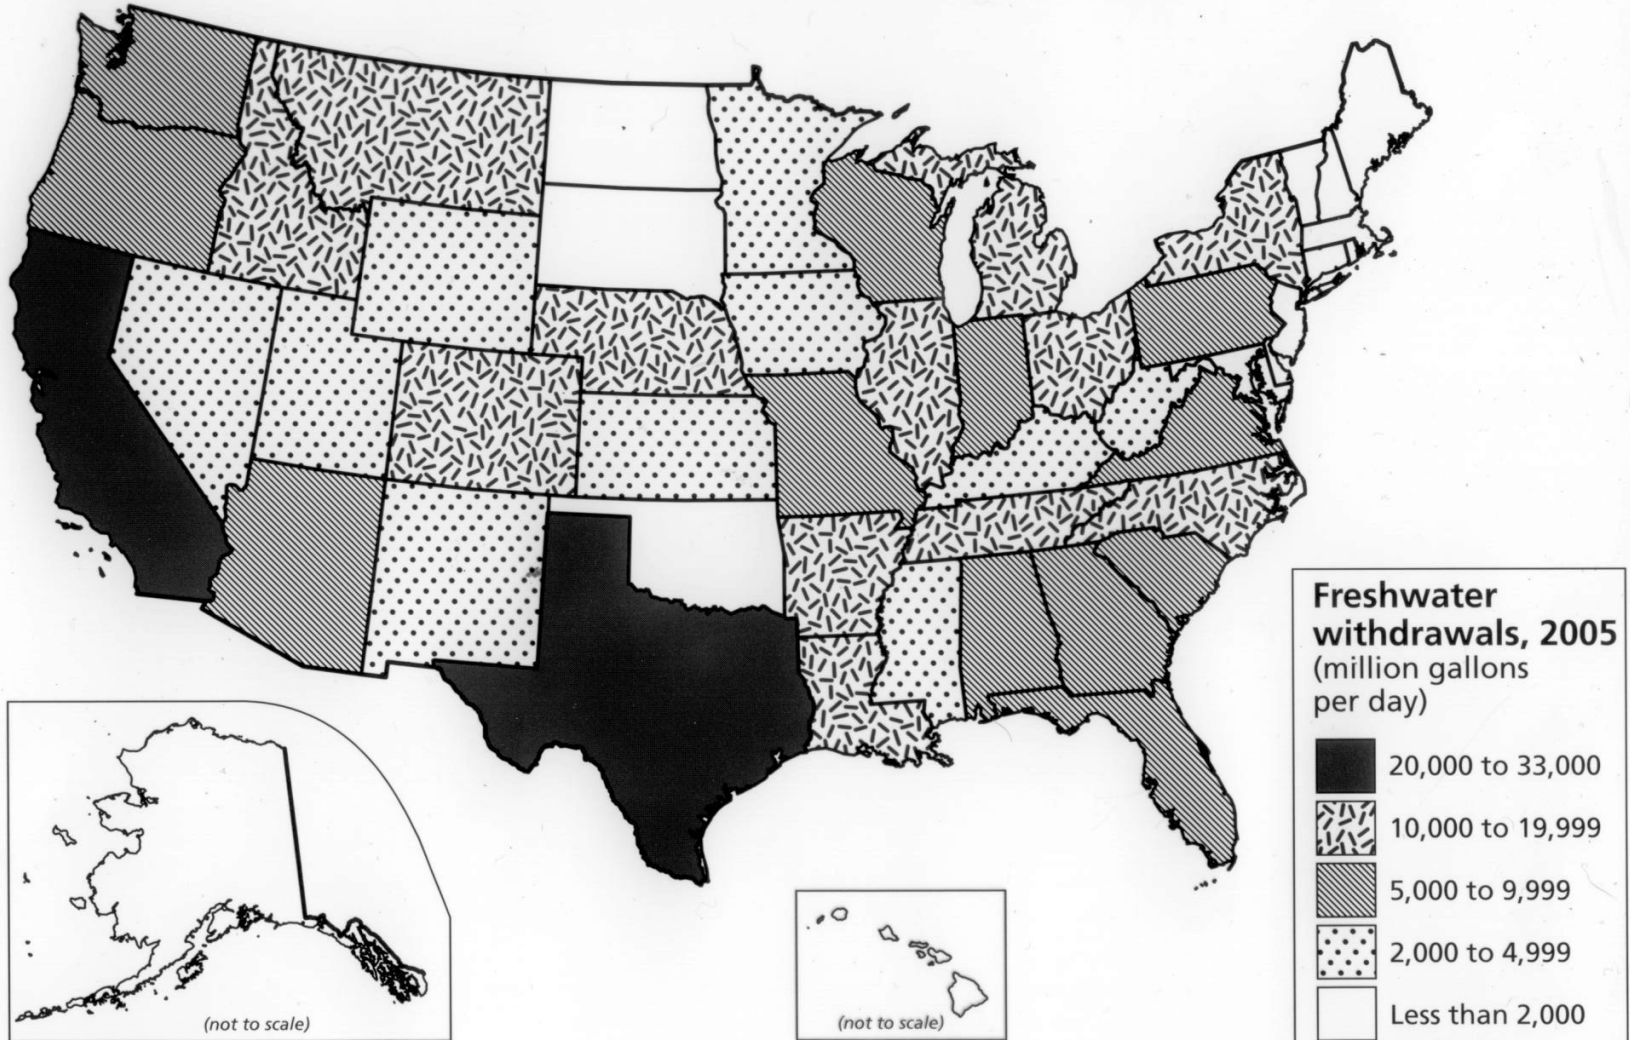 Freshwater
withdrawals, 2005
(million gallons
per day)
20,000 to 33,000
10,000 to 19,999
5,000 to 9,999
2,000 to 4,999
Less than 2,000
(not to scale)
(not to scale)